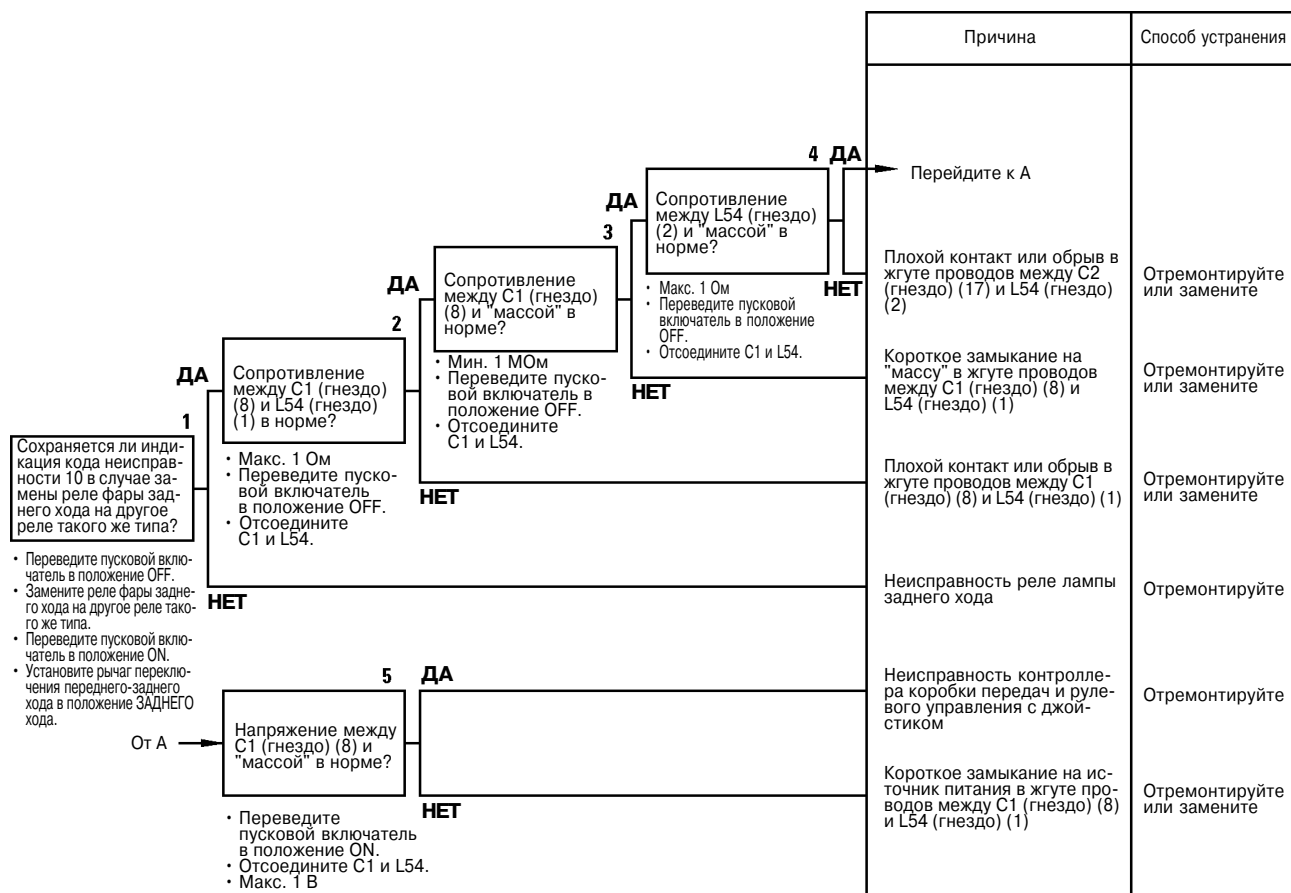 Причина
Способ устранения
4
ДА
Перейдите к А
ДА
Сопротивление
между L54 (гнездо)
(2) и "массой" в
норме?
• Макс. 1 Ом
• Переведите пусковой
включатель в положение
OFF.
• Отсоедините C1 и L54.
НЕТ
Плохой контакт или обрыв в
жгуте проводов между C2
(гнездо) (17) и L54 (гнездо)
(2)
Отремонтируйте
или замените
3
ДА
Сопротивление
между C1 (гнездо)
(8) и "массой" в
норме?
• Мин. 1 МОм
• Переведите пуско-
вой включатель в
положение OFF.
• Отсоедините
C1 и L54.
НЕТ
Короткое замыкание на
"массу" в жгуте проводов
между C1 (гнездо) (8) и
L54 (гнездо) (1)
Отремонтируйте
или замените
2
ДА
Сопротивление
между C1 (гнездо)
(8) и L54 (гнездо)
(1) в норме?
• Макс. 1 Ом
• Переведите пуско-
вой включатель
в положение OFF.
• Отсоедините
C1 и L54.
НЕТ
Плохой контакт или обрыв в
жгуте проводов между C1
(гнездо) (8) и L54 (гнездо) (1)
Отремонтируйте
или замените
1
Сохраняется ли инди-
кация кода неисправ-
ности 10 в случае за-
мены реле фары зад-
него хода на другое
реле такого же типа?
• Переведите пусковой вклю-
чатель в положение OFF.
• Замените реле фары задне-
го хода на другое реле тако-
го же типа.
• Переведите пусковой вклю-
чатель в положение ON.
• Установите рычаг переклю-
чения переднего-заднего
хода в положение ЗАДНЕГО
хода.
НЕТ
Неисправность реле лампы
заднего хода
Отремонтируйте
От А
5
ДА
Напряжение между
C1 (гнездо) (8) и
"массой" в норме?
• Переведите
пусковой включатель
в положение ON.
• Отсоедините C1 и L54.
• Макс. 1 В
Неисправность контролле-
ра коробки передач и руле-
вого управления с джой-
стиком
Отремонтируйте
НЕТ
Короткое замыкание на ис-
точник питания в жгуте про-
водов между C1 (гнездо) (8)
и L54 (гнездо) (1)
Отремонтируйте
или замените